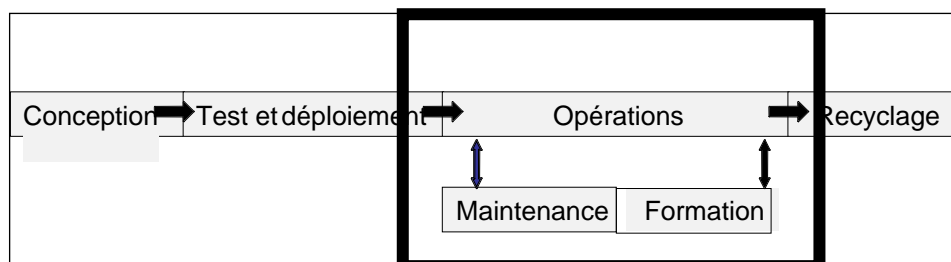 Conception Test et déploiement Opérations Recyclage
Maintenance Formation